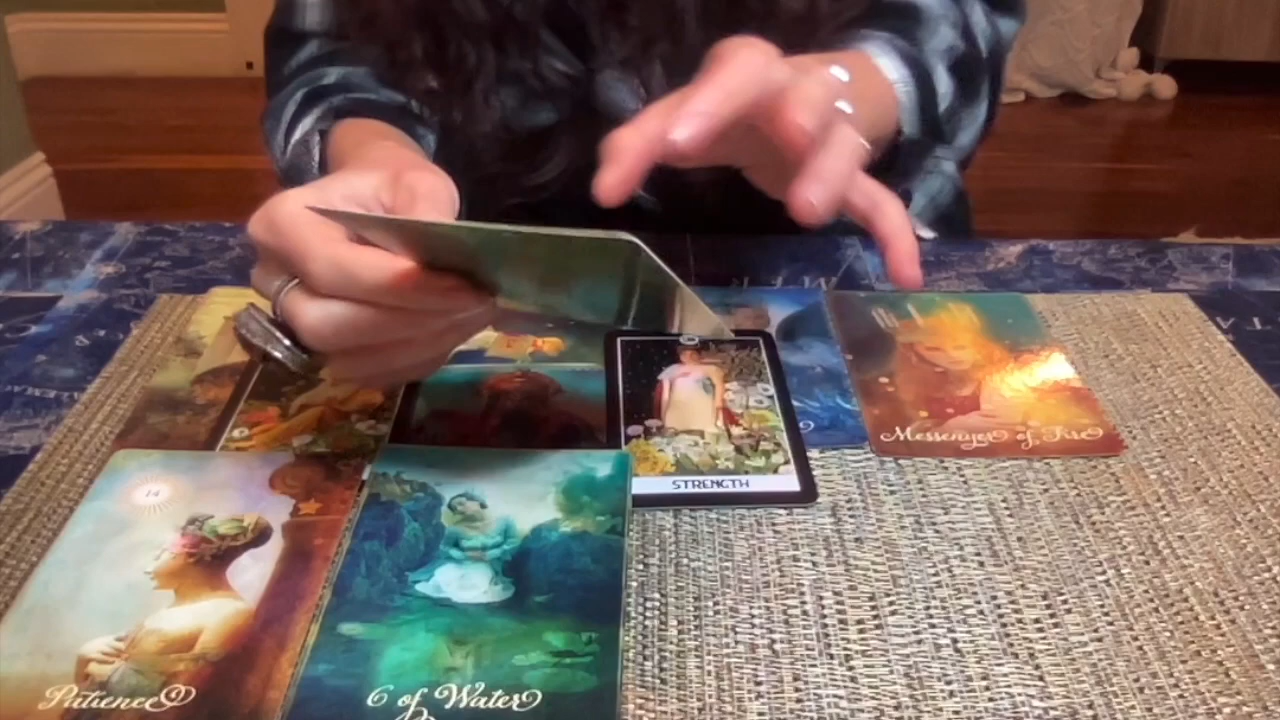 Messenger of Fire
STRENGTH
14
Patience
6 of Water